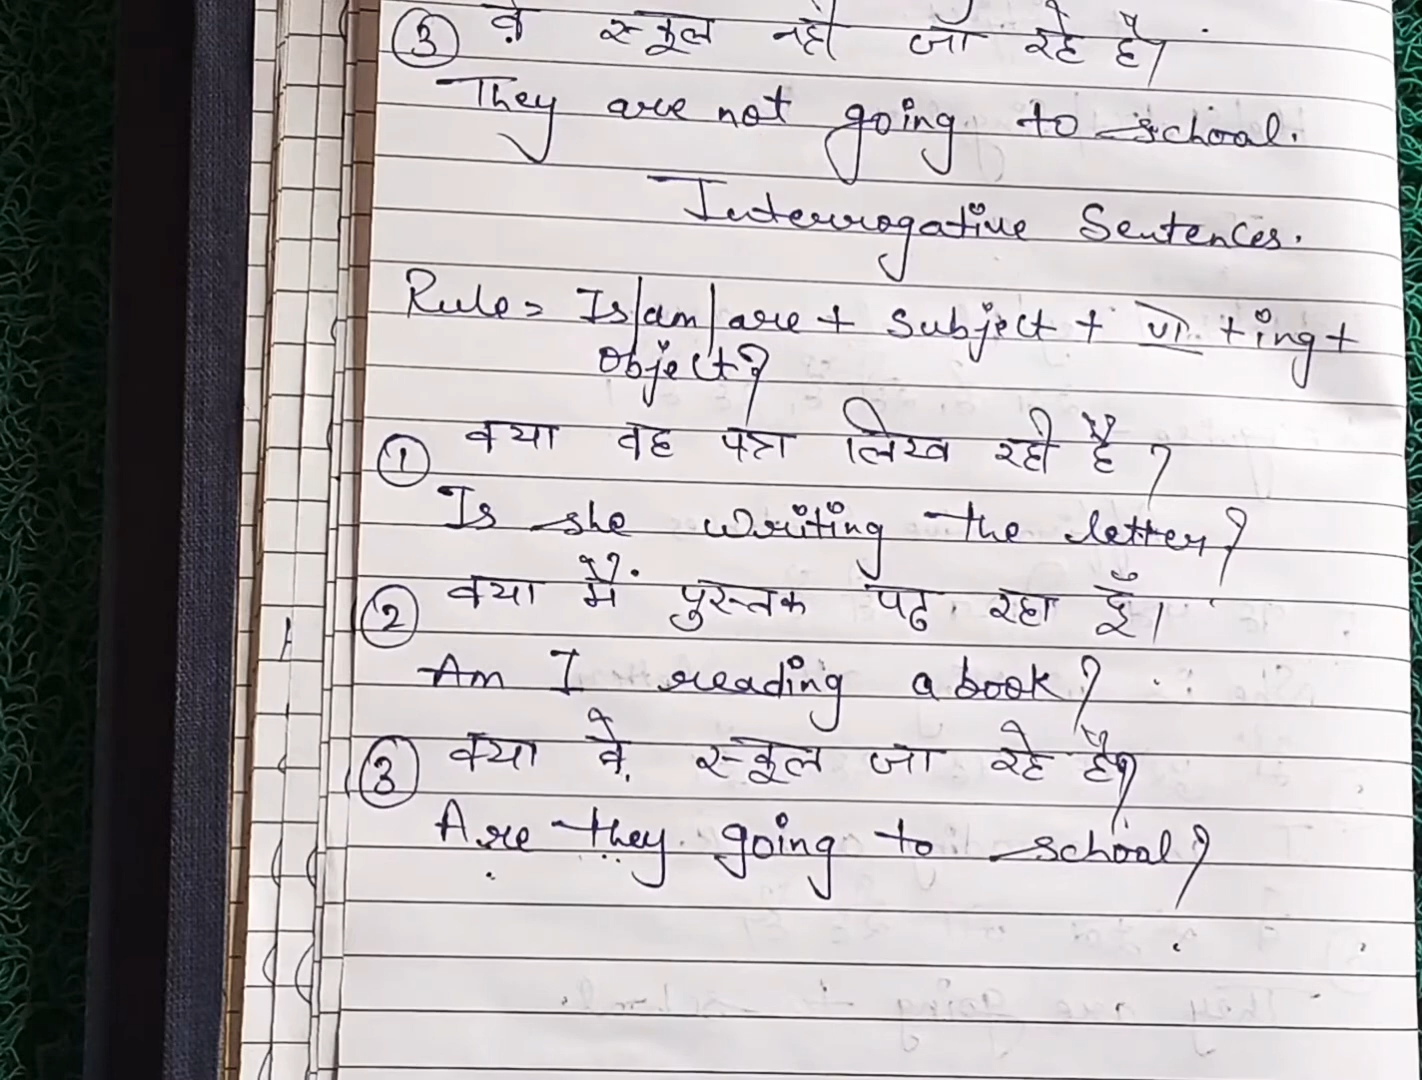 ③ वे स्कूल नहीं जा रहे हैं।
They are not going to school.
Interrogative Sentences.
Rule = Is/am/are + Subject + V1 + ing +
Object?
① क्या वह पत्र लिख रही है ?
Is she writing the letter?
② क्या मैं पुस्तक पढ़ रहा हूँ।
Am I reading a book?
③ क्या वे स्कूल जा रहे हैं?
Are they going to school?